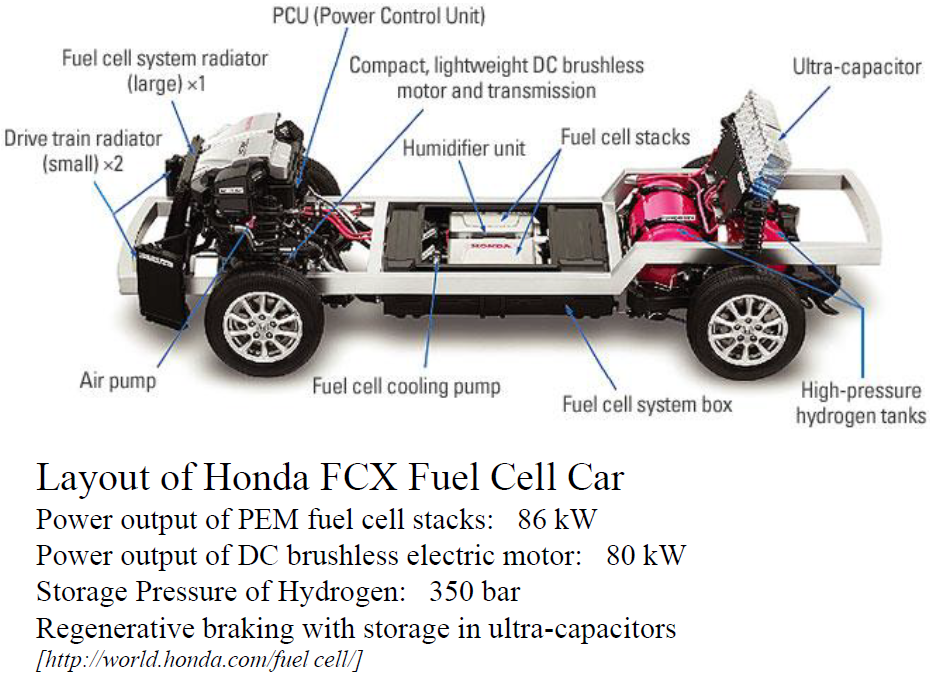 PCU (Power Control Unit)
Fuel cell system radiator
(large) ×1
Compact, lightweight DC brushless
motor and transmission
Ultra-capacitor
Drive train radiator
(small) ×2
Humidifier unit
Fuel cell stacks
HONDA
Air pump
Fuel cell cooling pump
Fuel cell system box
High-pressure
hydrogen tanks
Layout of Honda FCX Fuel Cell Car
Power output of PEM fuel cell stacks: 86 kW
Power output of DC brushless electric motor: 80 kW
Storage Pressure of Hydrogen: 350 bar
Regenerative braking with storage in ultra-capacitors
[http://world.honda.com/fuel cell/]